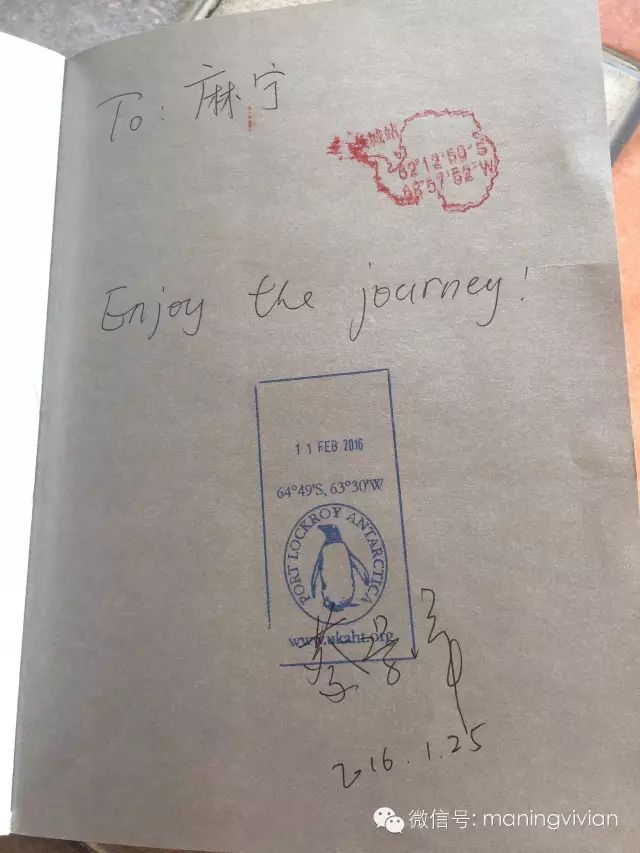 To: 麻宁
62°12'60"S
58°57'52"W
Enjoy the journey!
11 FEB 2016
64°49'S, 63°30'W
PORT LOCKROY ANTARCTICA
www.ukaht.org
2016.1.25
微信号: maningvivian